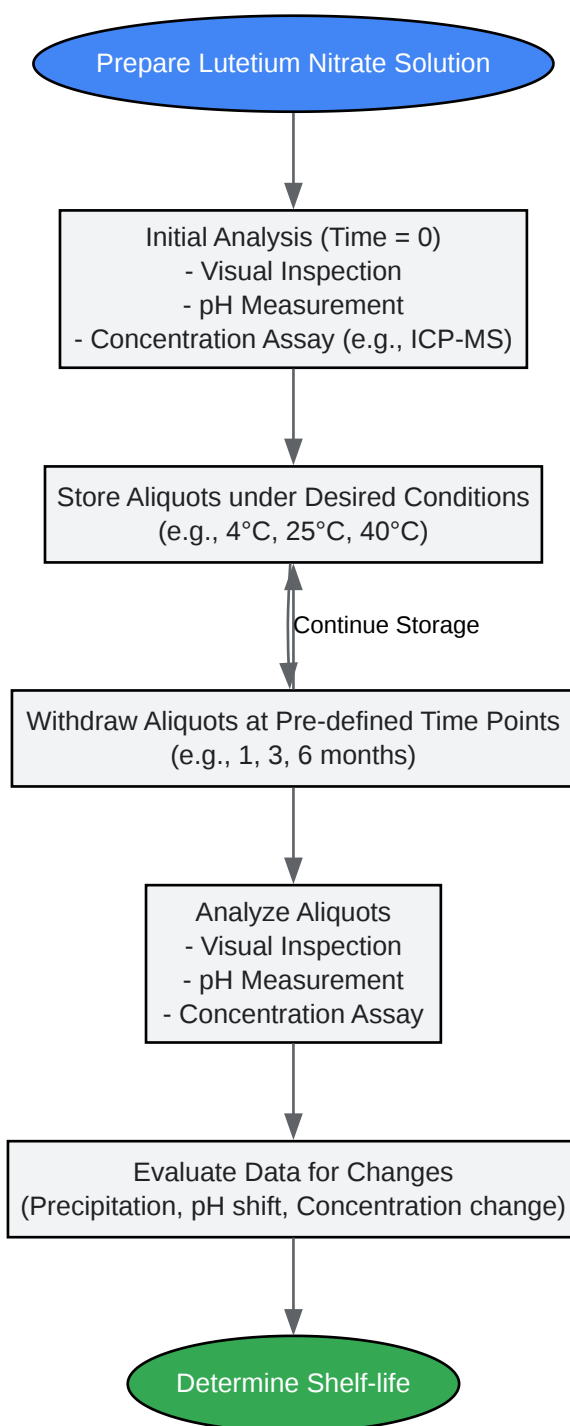 Prepare Lutetium Nitrate Solution
Initial Analysis (Time = 0)
- Visual Inspection
- pH Measurement
- Concentration Assay (e.g., ICP-MS)
Store Aliquots under Desired Conditions
(e.g., 4°C, 25°C, 40°C)
Continue Storage
Withdraw Aliquots at Pre-defined Time Points
(e.g., 1, 3, 6 months)
Analyze Aliquots
- Visual Inspection
- pH Measurement
- Concentration Assay
Evaluate Data for Changes
(Precipitation, pH shift, Concentration change)
Determine Shelf-life